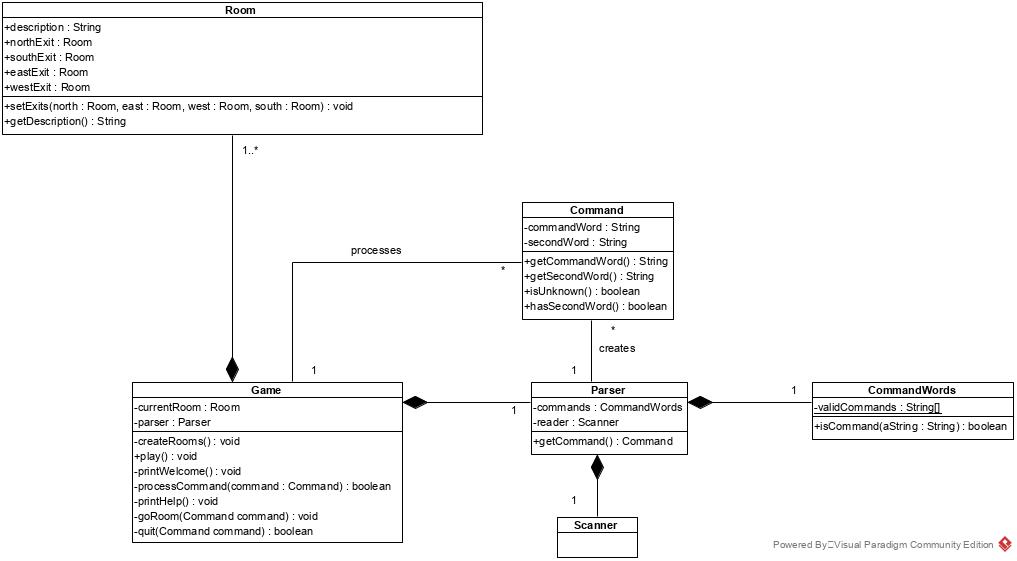 Room
+description : String
+northExit : Room
+southExit : Room
+eastExit : Room
+westExit : Room
+setExits(north : Room, east : Room, west : Room, south : Room) : void
+getDescription() : String
1..*
Command
-commandWord : String
-secondWord : String
+getCommandWord() : String
+getSecondWord() : String
+isUnknown() : boolean
+hasSecondWord() : boolean
processes
*
1
*
creates
1
Game
-currentRoom : Room
-parser : Parser
-createRooms() : void
+play() : void
-printWelcome() : void
-processCommand(command : Command) : boolean
-printHelp() : void
-goRoom(Command command) : void
-quit(Command command) : boolean
1
Parser
-commands : CommandWords
-reader : Scanner
+getCommand() : Command
1
CommandWords
-validCommands : String[]
+isCommand(aString : String) : boolean
1
Scanner
Powered By Visual Paradigm Community Edition